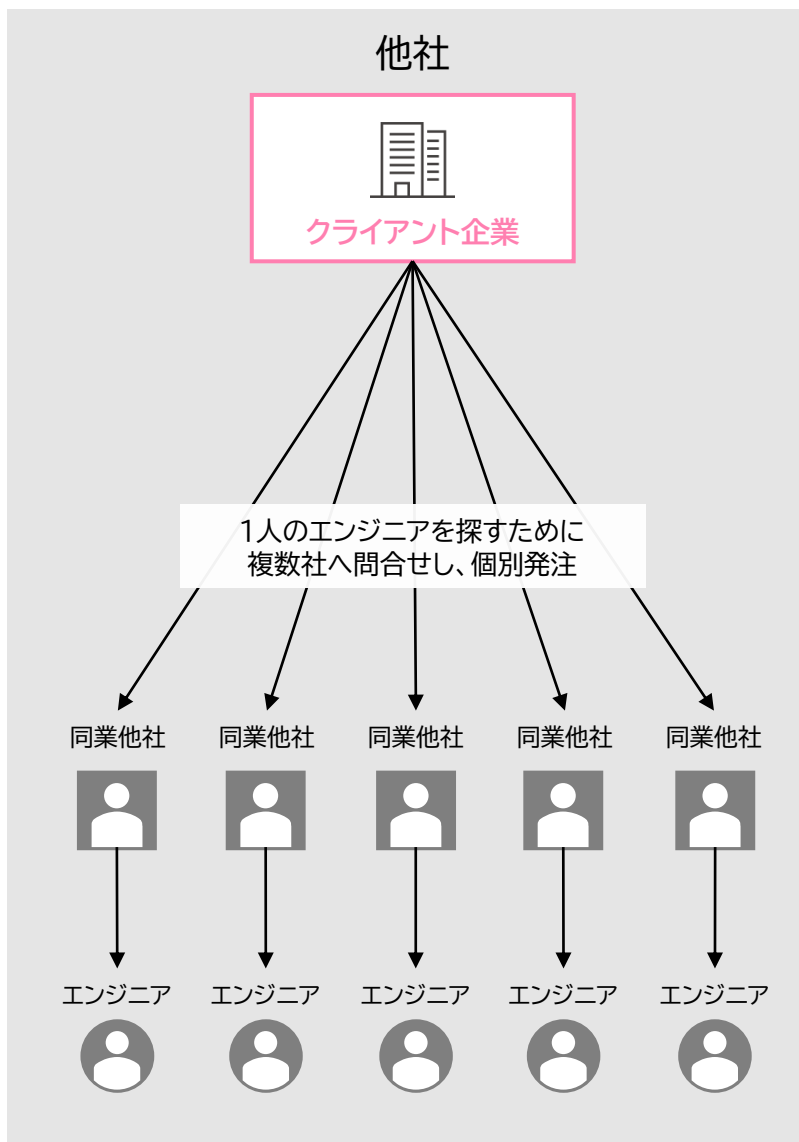 他社
クライアント企業
1人のエンジニアを探すために
複数社へ問合せし、個別発注
同業他社 同業他社 同業他社 同業他社 同業他社
エンジニア エンジニア エンジニア エンジニア エンジニア